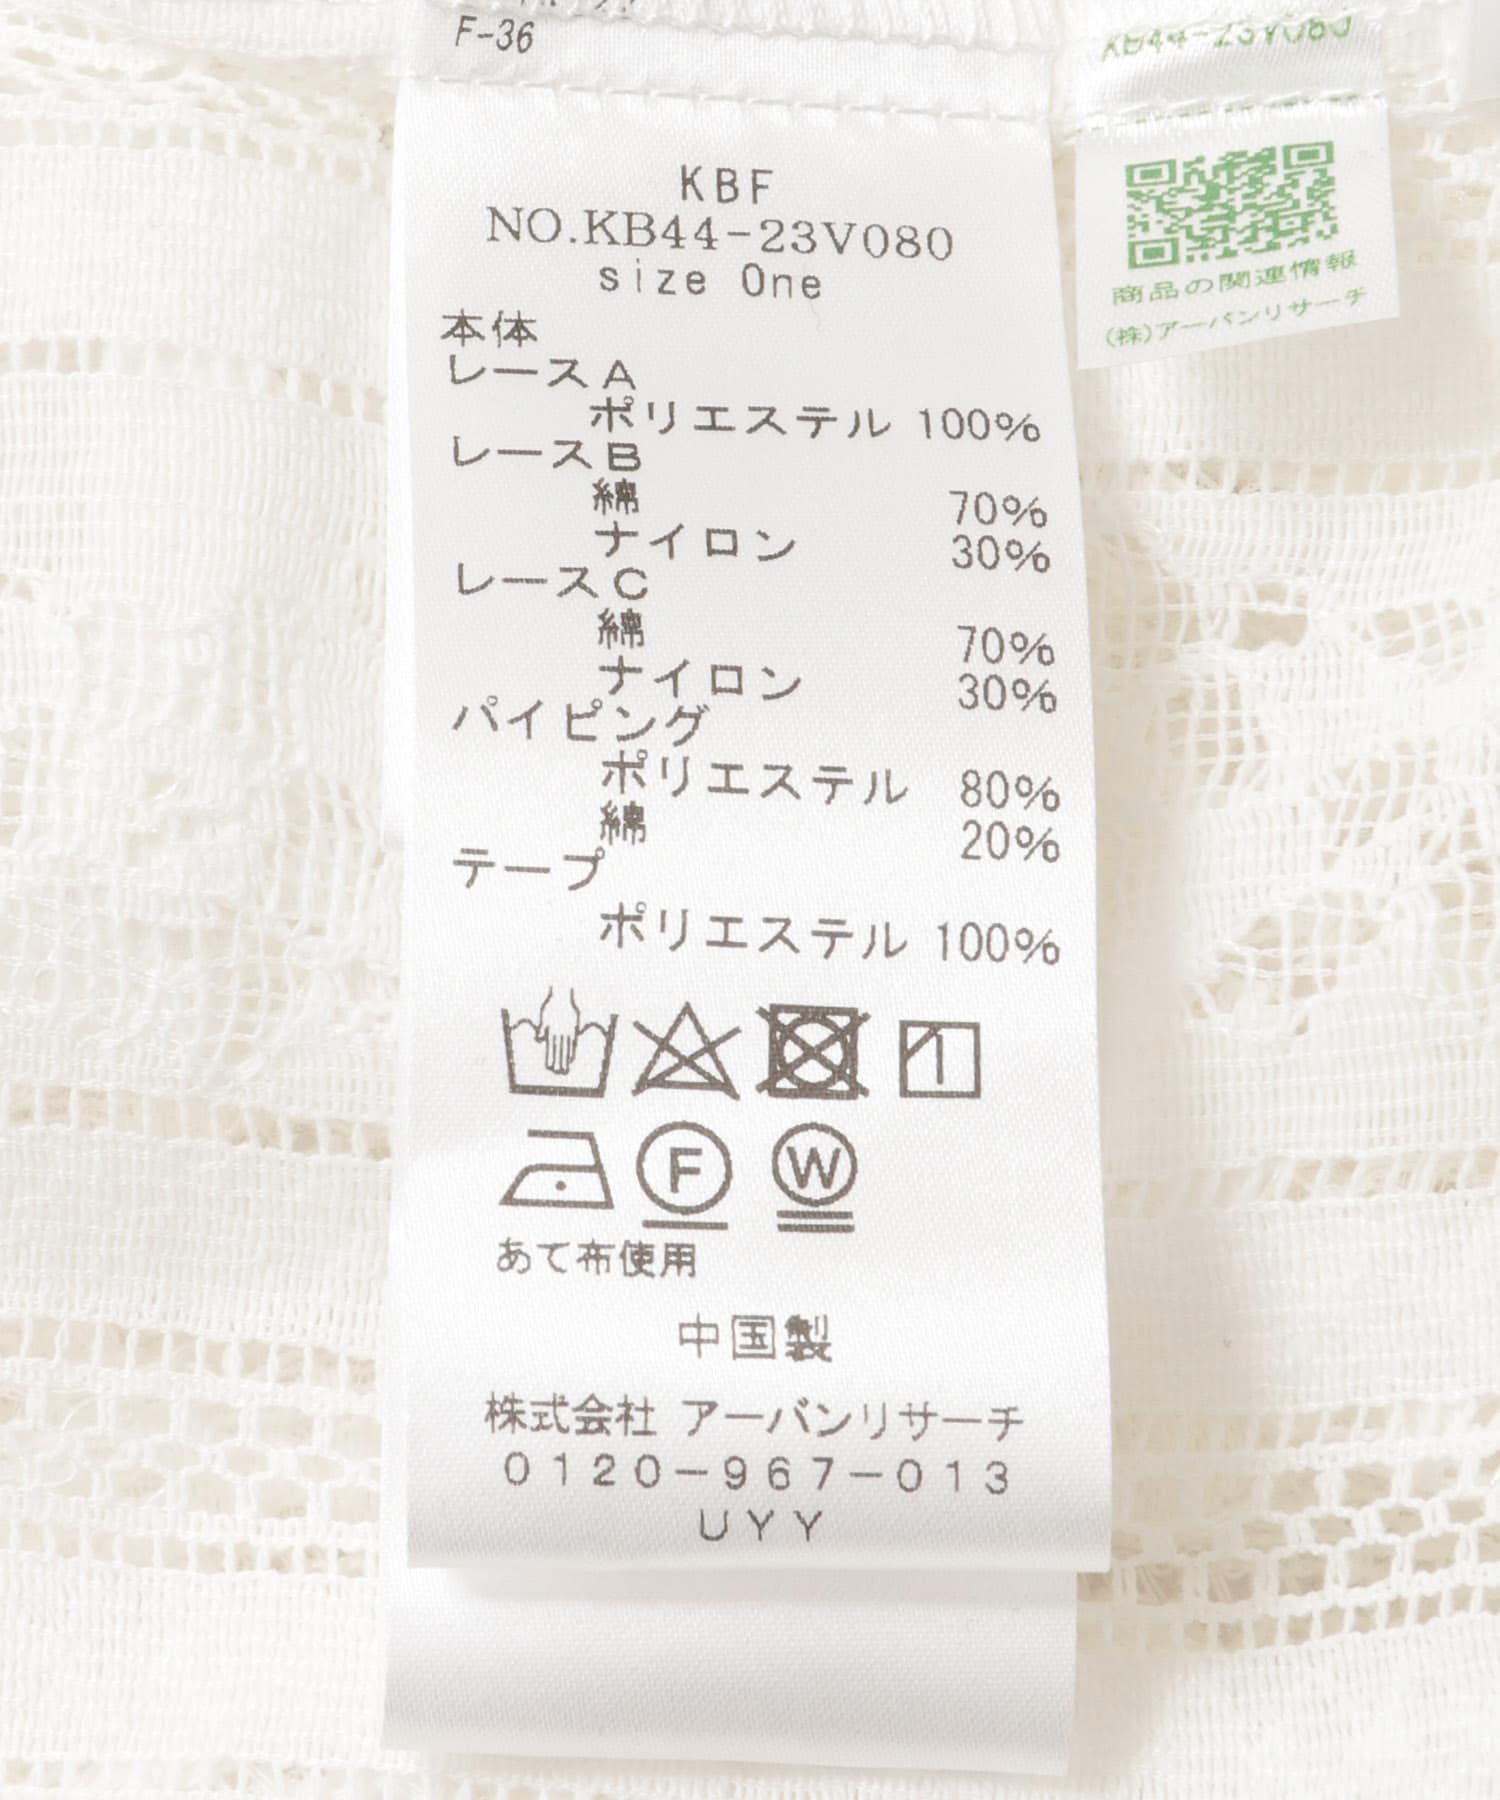 F-36
KBF
NO.KB44-23V080
size One
本体
レースA
ポリエステル 100%
レースB
綿 70%
ナイロン 30%
レースC
綿 70%
ナイロン 30%
パイピング
ポリエステル 80%
綿 20%
テープ
ポリエステル 100%
F
W
あて布使用
中国製
株式会社 アーバンリサーチ
0120-967-013
UYY
KB44-23V080
商品の関連情報
(株)アーバンリサーチ